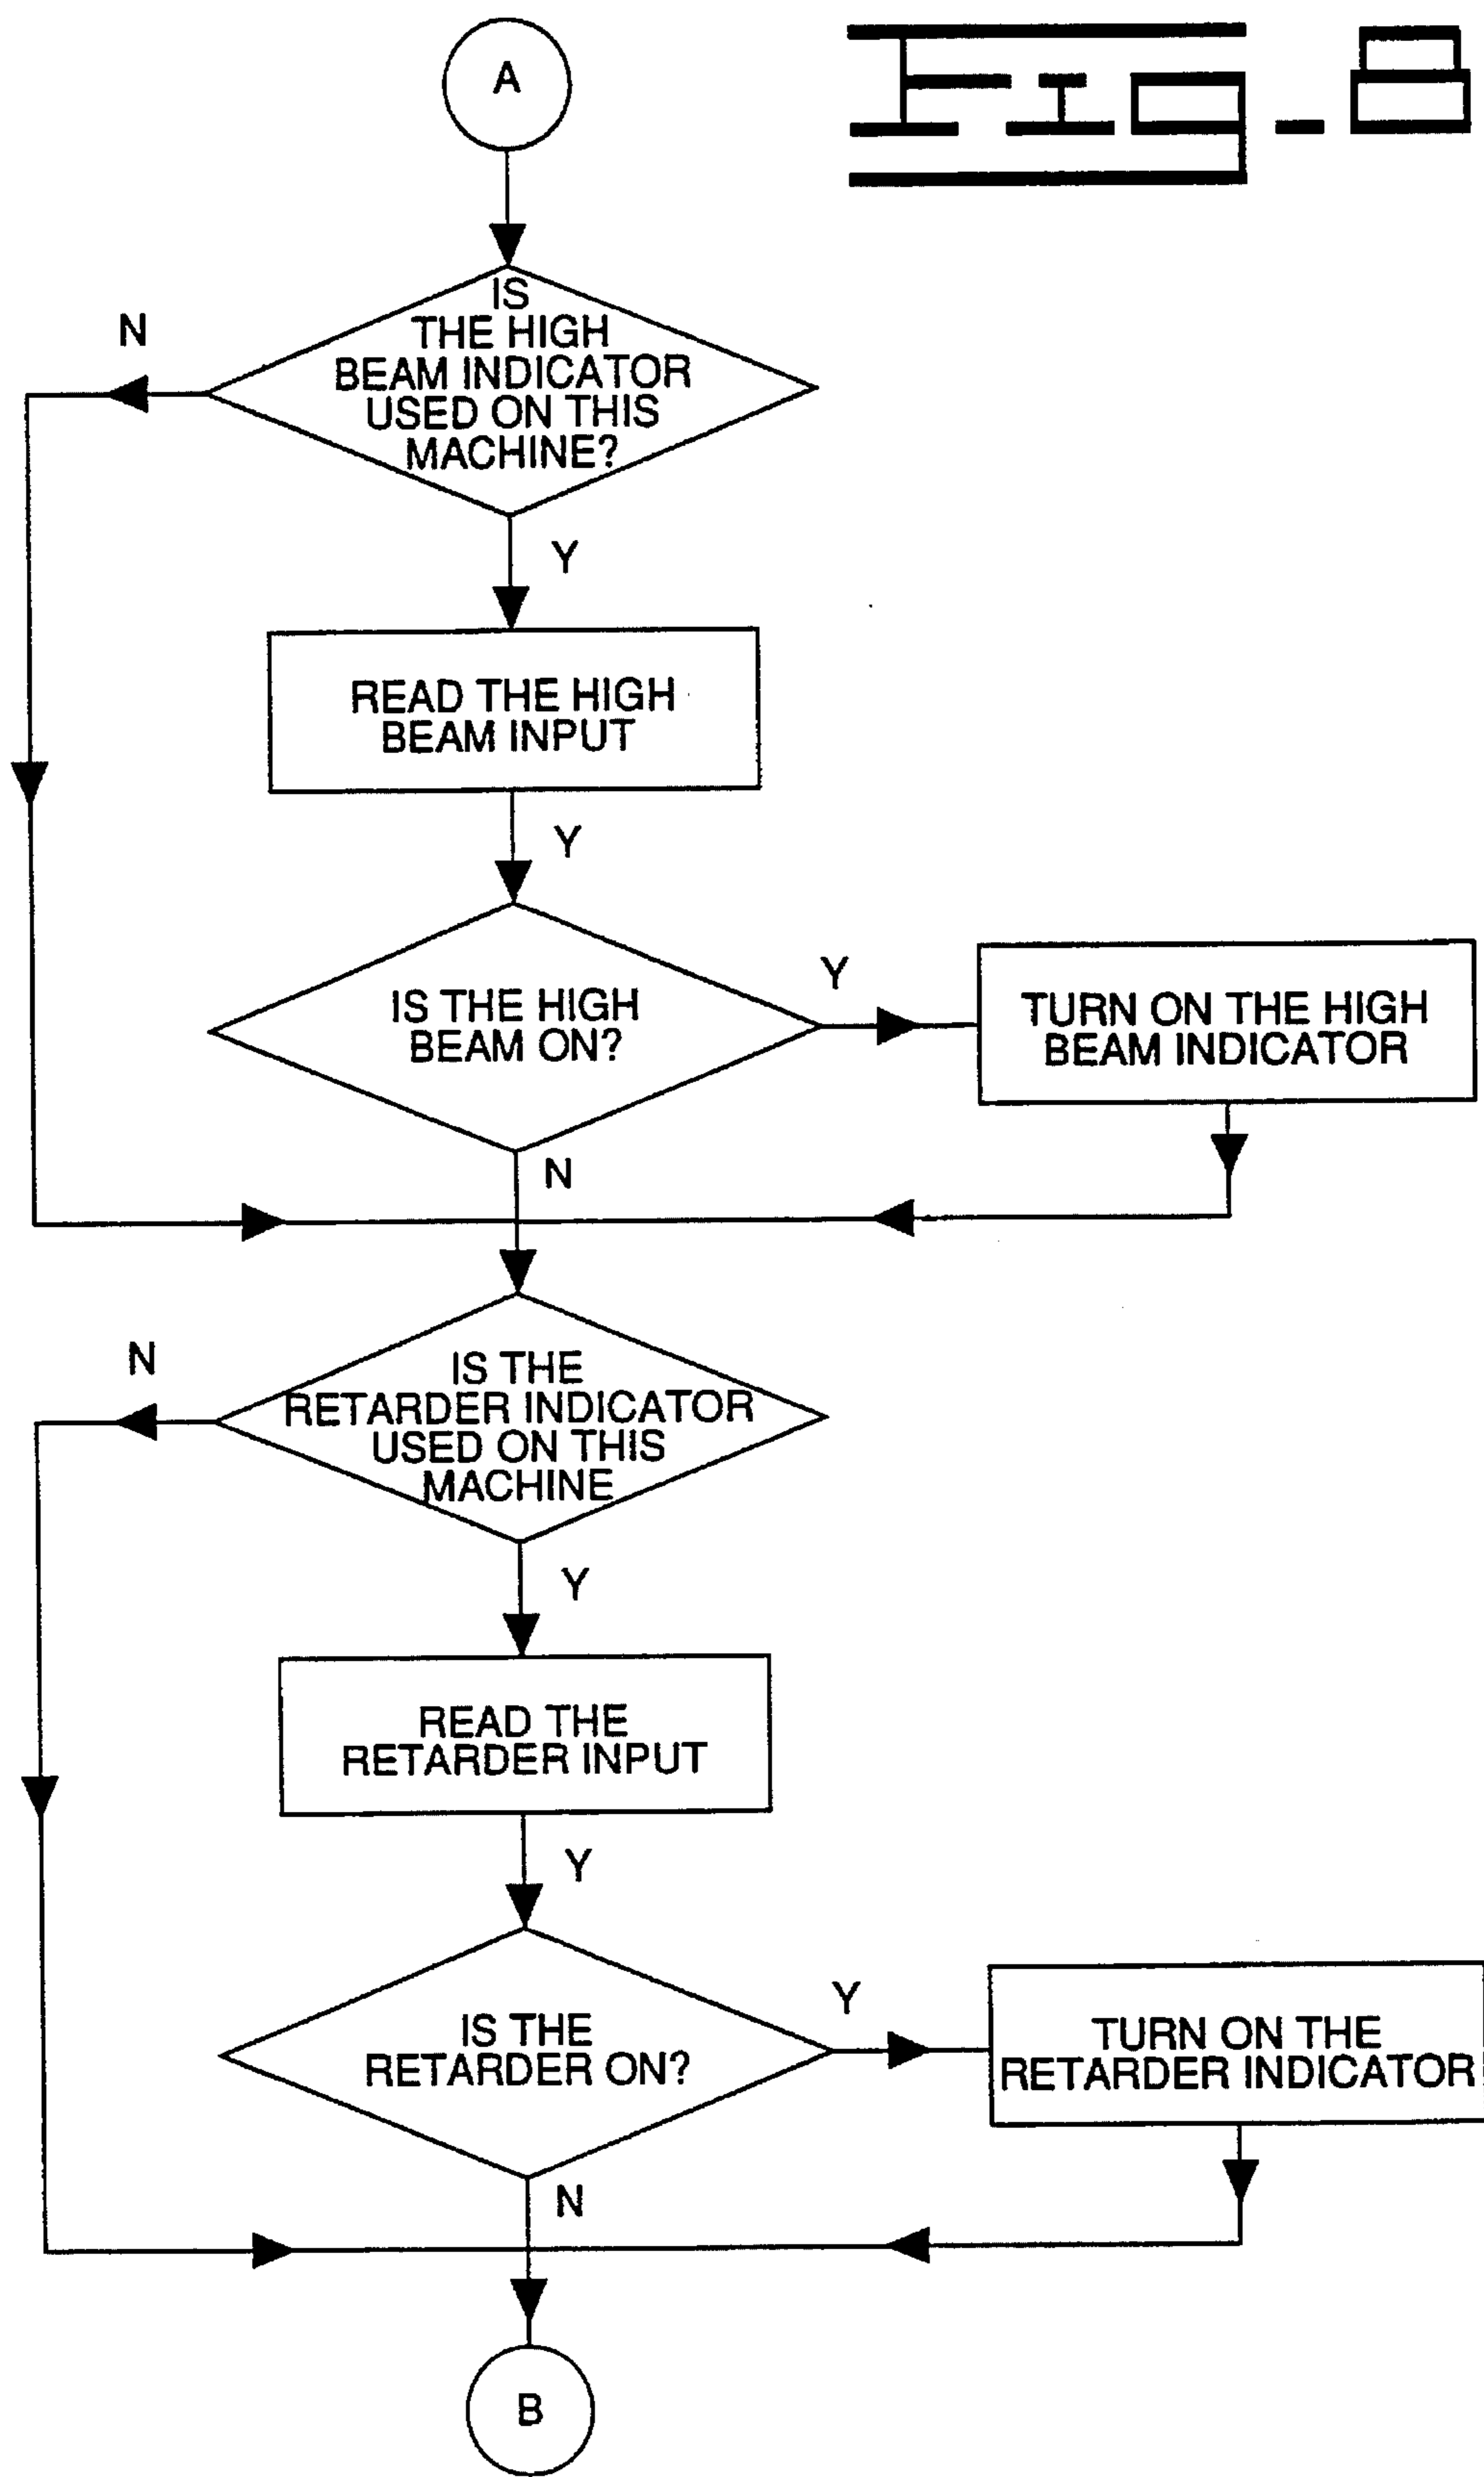 A
FIG_8
IS
THE HIGH
BEAM INDICATOR
USED ON THIS
MACHINE?
N
Y
READ THE HIGH
BEAM INPUT
Y
IS THE HIGH
BEAM ON?
Y
TURN ON THE HIGH
BEAM INDICATOR
N
IS THE
RETARDER INDICATOR
USED ON THIS
MACHINE
N
Y
READ THE
RETARDER INPUT
Y
IS THE
RETARDER ON?
Y
TURN ON THE
RETARDER INDICATOR
N
B